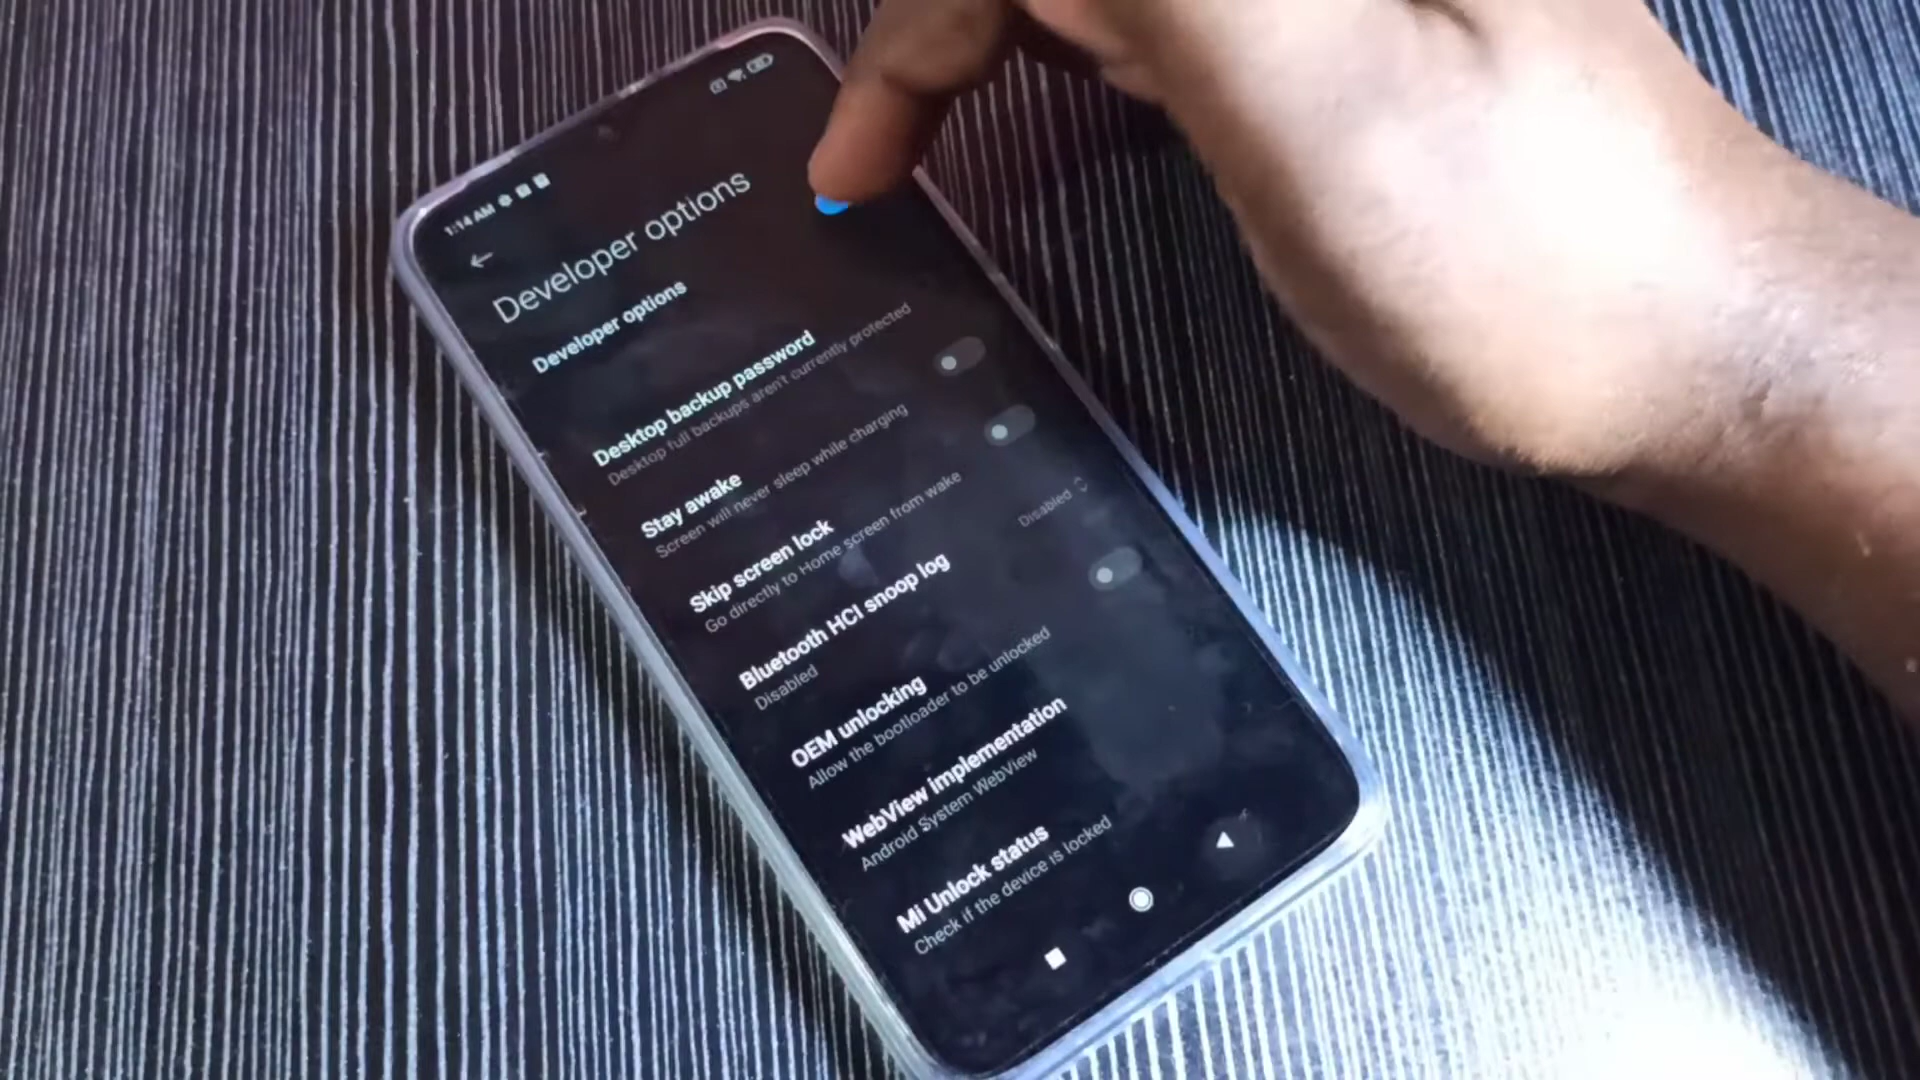 1:14 AM
Developer options
Developer options
Desktop backup password
Desktop full backups aren't currently protected
Stay awake
Screen will never sleep while charging
Skip screen lock
Go directly to Home screen from wake
Bluetooth HCI snoop log
Disabled
Disabled
OEM unlocking
Allow the bootloader to be unlocked
WebView implementation
Android System WebView
Mi Unlock status
Check if the device is locked